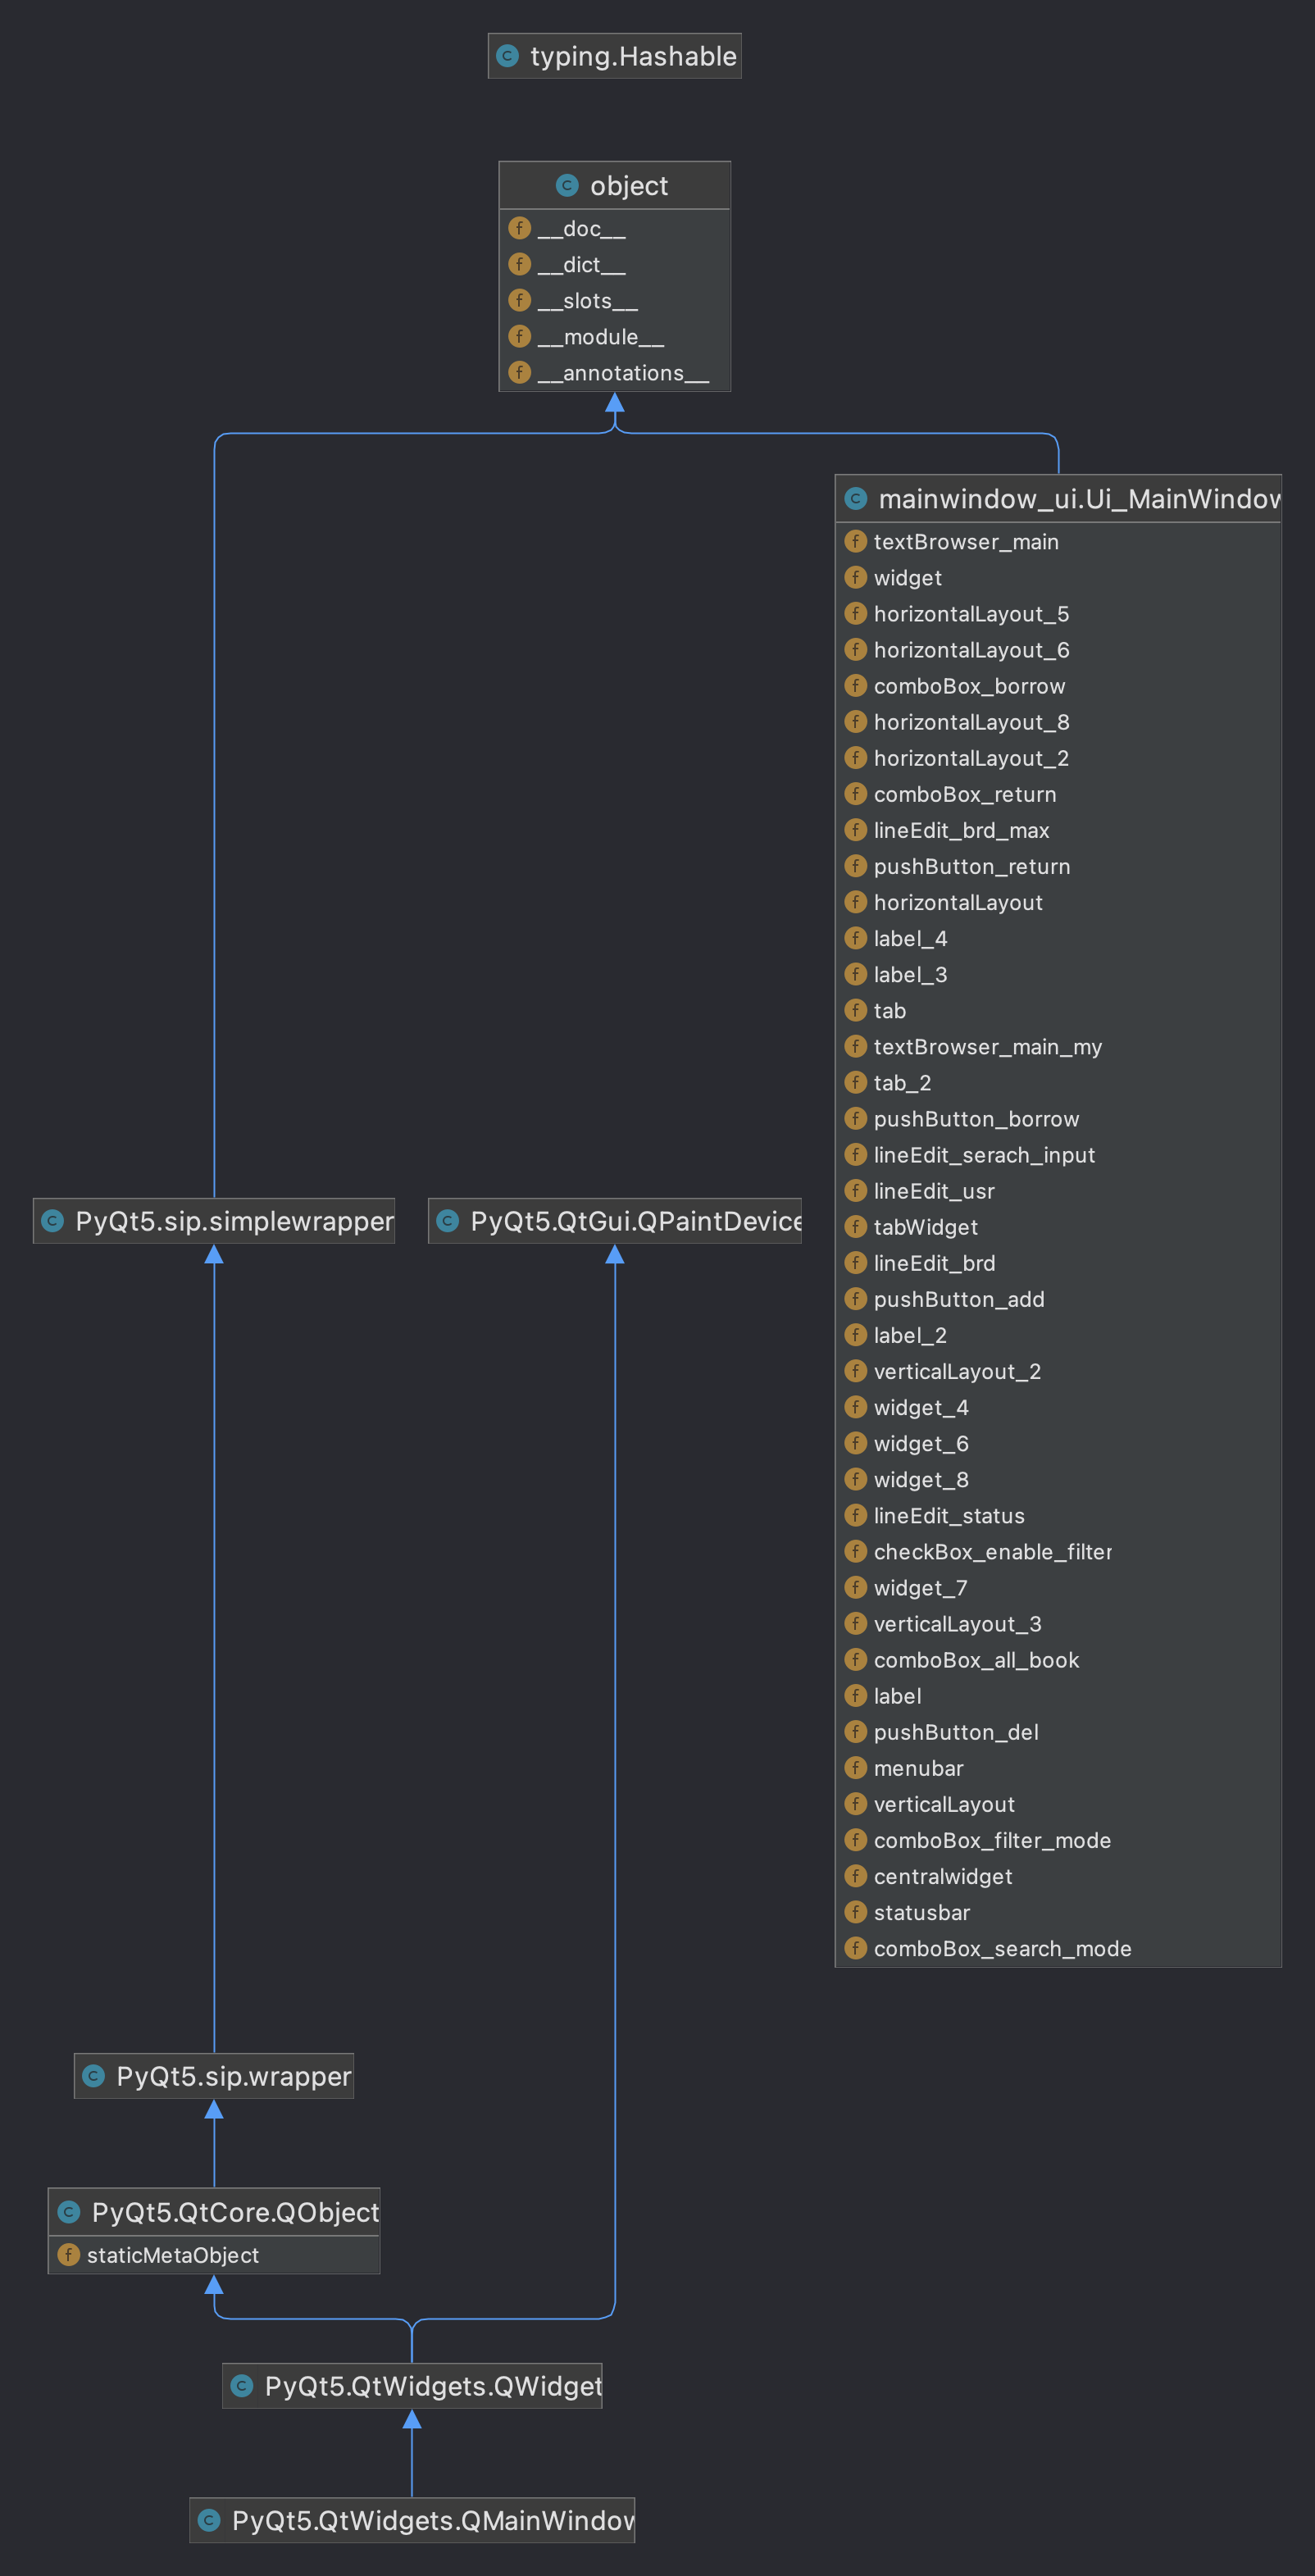 typing.Hashable
object
__doc__
__dict__
__slots__
__module__
__annotations__
mainwindow_ui.Ui_MainWindow
textBrowser_main
widget
horizontalLayout_5
horizontalLayout_6
comboBox_borrow
horizontalLayout_8
horizontalLayout_2
comboBox_return
lineEdit_brd_max
pushButton_return
horizontalLayout
label_4
label_3
tab
textBrowser_main_my
tab_2
pushButton_borrow
lineEdit_serach_input
lineEdit_usr
tabWidget
lineEdit_brd
pushButton_add
label_2
verticalLayout_2
widget_4
widget_6
widget_8
lineEdit_status
checkBox_enable_filter
widget_7
verticalLayout_3
comboBox_all_book
label
pushButton_del
menubar
verticalLayout
comboBox_filter_mode
centralwidget
statusbar
comboBox_search_mode
PyQt5.sip.simplewrapper
PyQt5.QtGui.QPaintDevice
PyQt5.sip.wrapper
PyQt5.QtCore.QObject
staticMetaObject
PyQt5.QtWidgets.QWidget
PyQt5.QtWidgets.QMainWindow